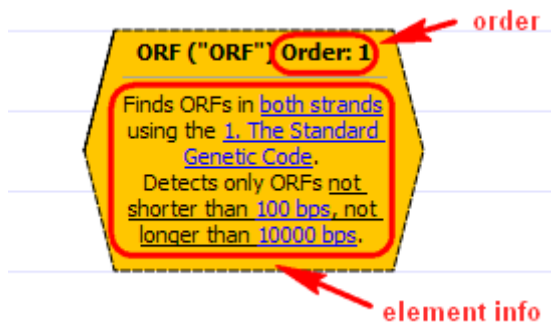 order
ORF ("ORF") Order: 1
Finds ORFs in both strands
using the 1. The Standard
Genetic Code.
Detects only ORFs not
shorter than 100 bps, not
longer than 10000 bps.
element info